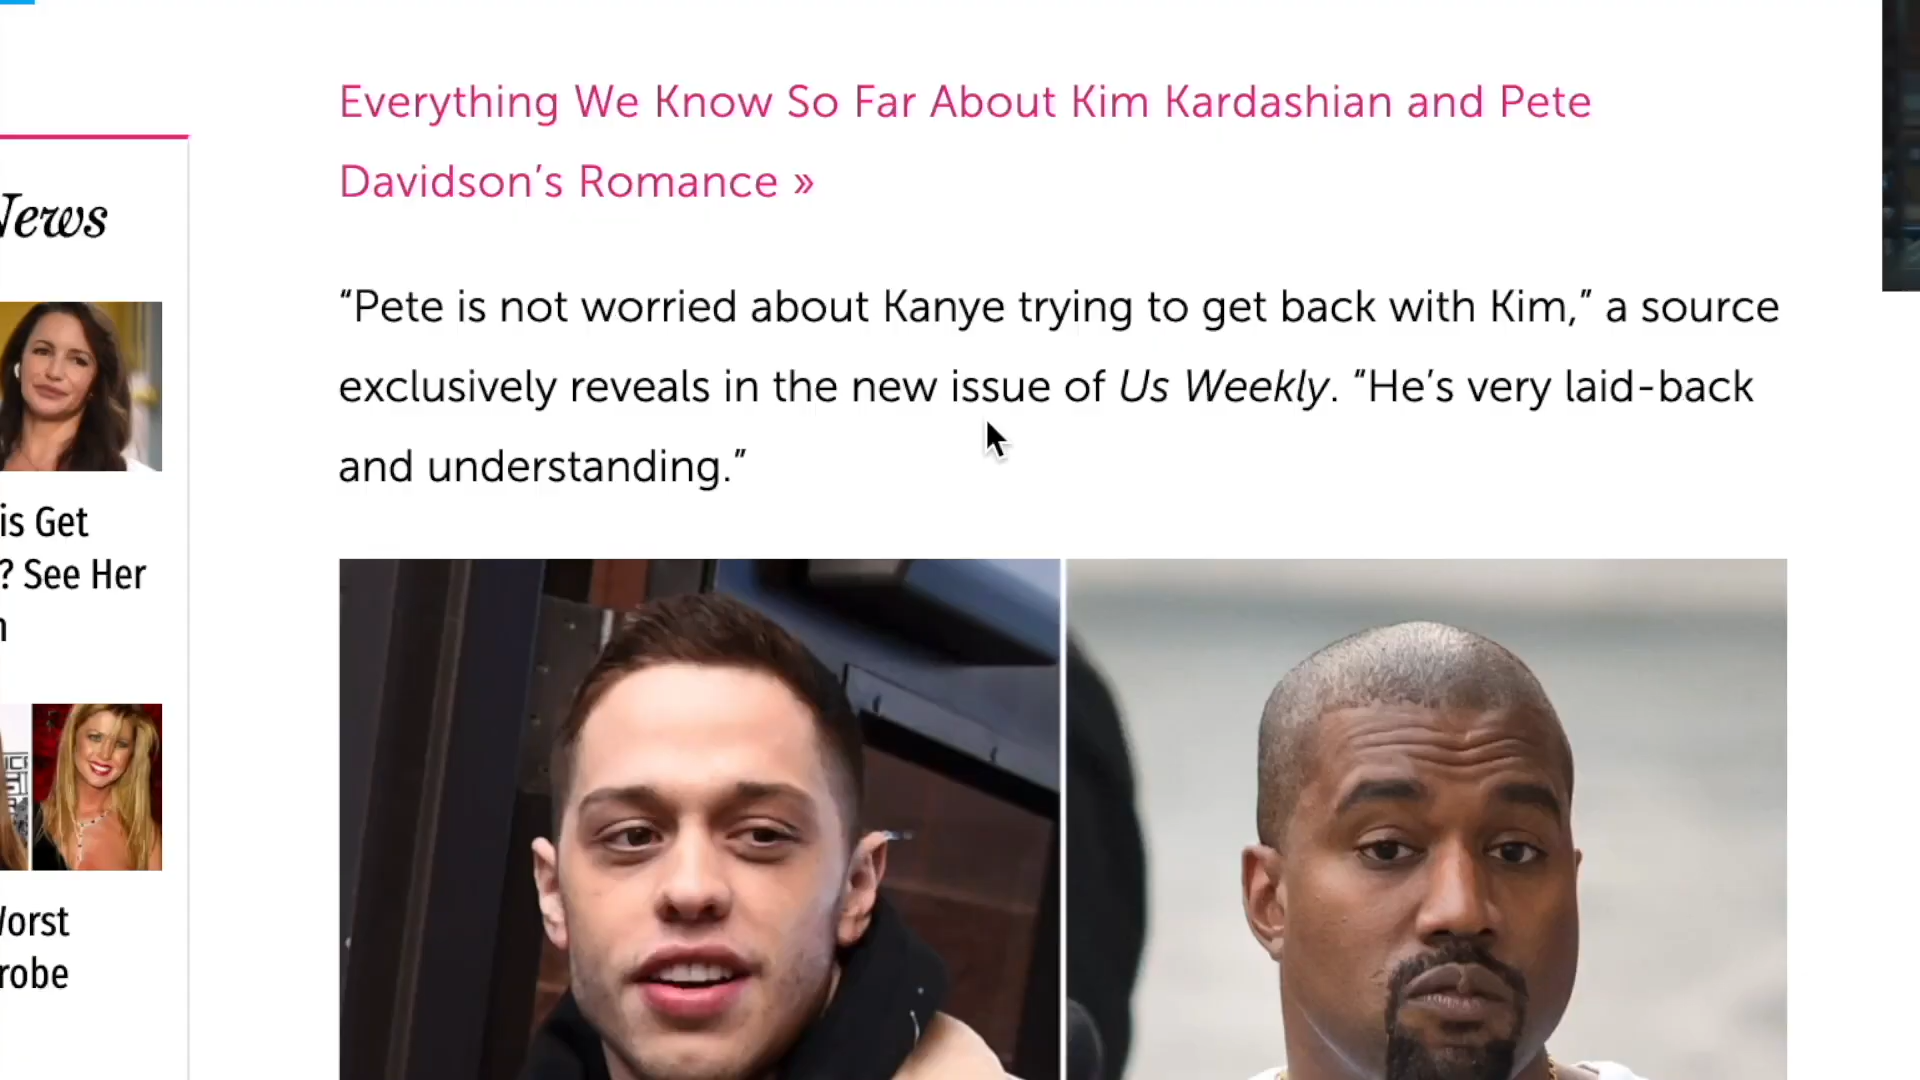 Everything We Know So Far About Kim Kardashian and Pete
Davidson’s Romance »
News
“Pete is not worried about Kanye trying to get back with Kim,” a source
exclusively reveals in the new issue of Us Weekly. “He’s very laid-back
and understanding.”
is Get
? See Her
Worst
robe